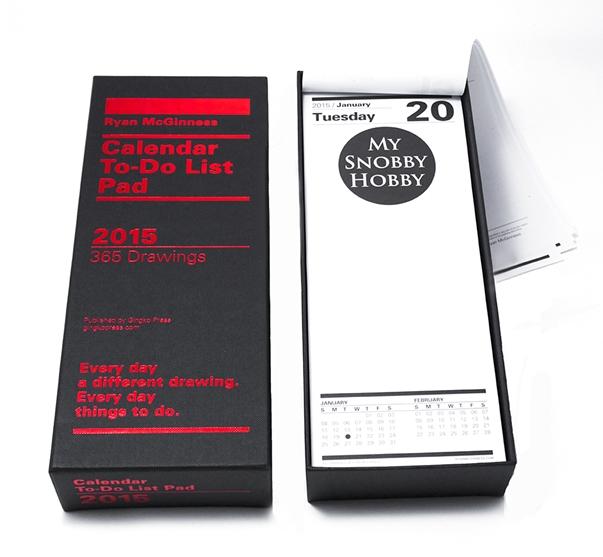 Ryan McGinness
Calendar
To-Do List
Pad
2015
365 Drawings
Published by Gingko Press
gingkopress.com
Every day
a different drawing.
Every day
things to do.
Calendar
To-Do List Pad
2015
2015 / January
Tuesday 20
MY
SNOBBY
HOBBY
JANUARY
S M T W T F S
FEBRUARY
S M T W T F S
Ryan McGinness